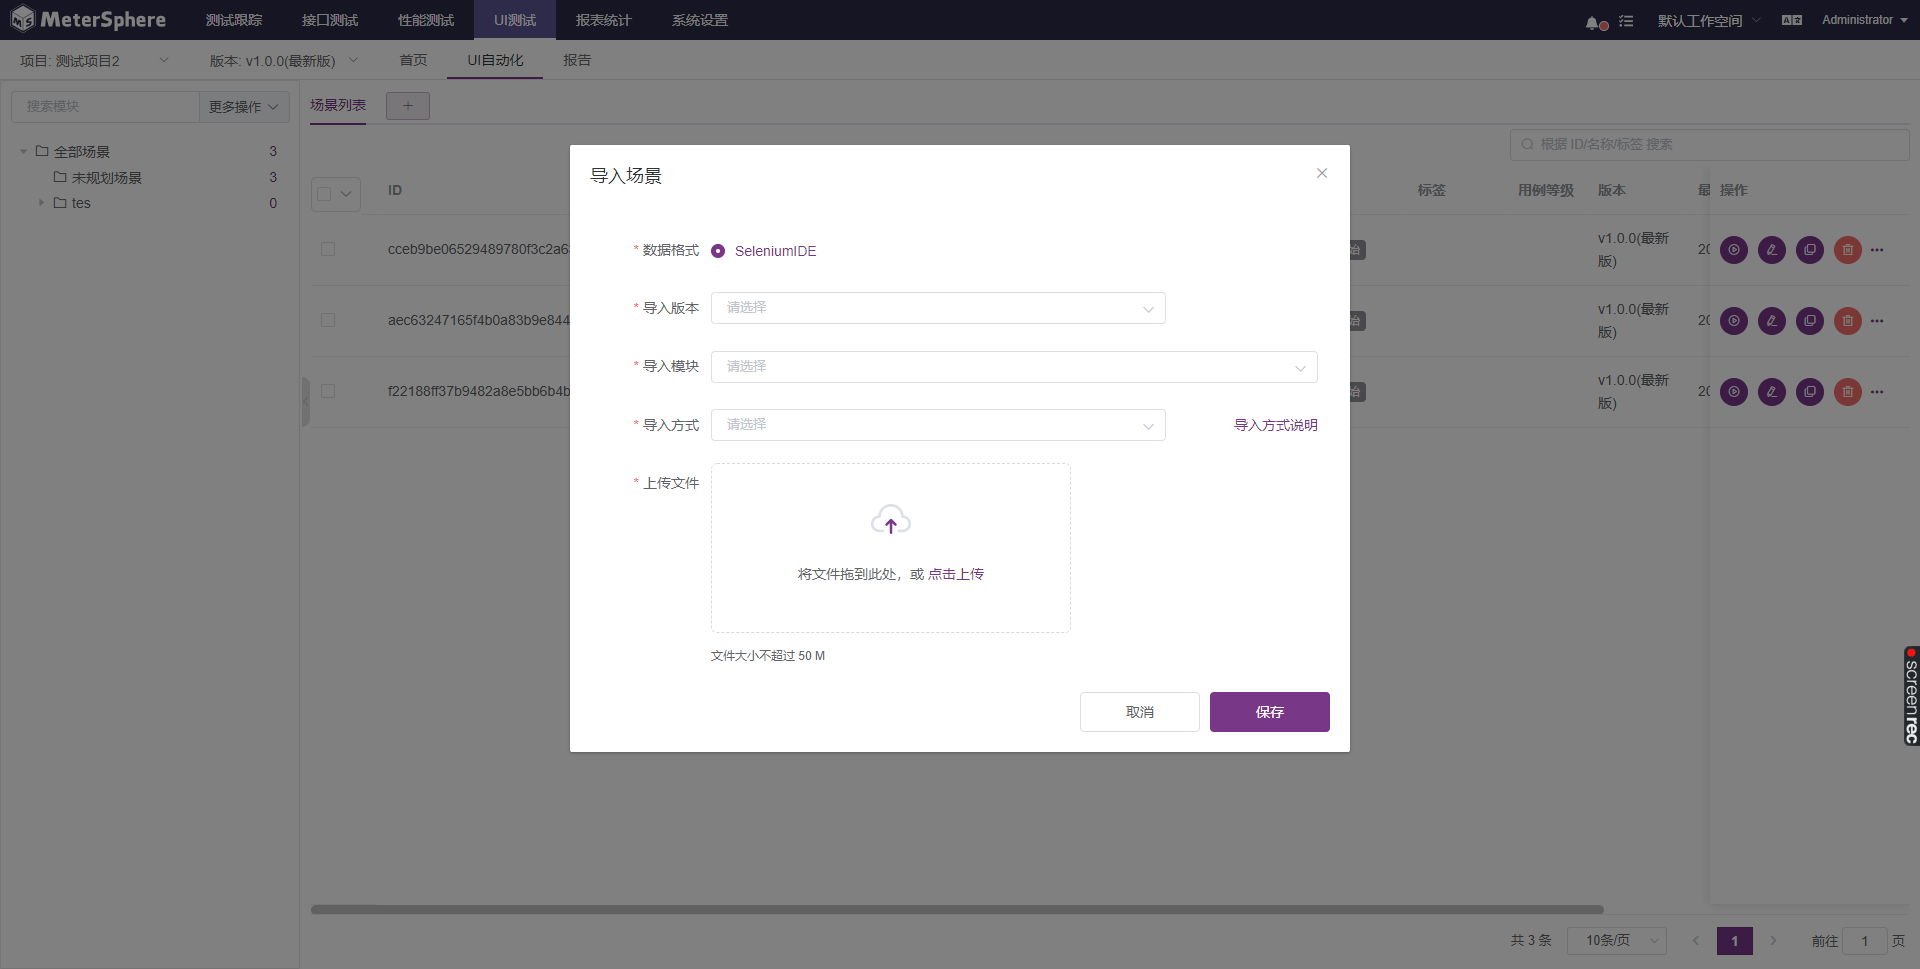 MeterSphere
测试跟踪
接口测试
性能测试
UI测试
报表统计
系统设置
默认工作空间
Administrator
项目: 测试项目2
版本: v1.0.0(最新版)
首页
UI自动化
报告
搜索模块
更多操作
全部场景 3
未规划场景 3
tes 0
场景列表
+
根据 ID/名称/标签 搜索
ID
标签
用例等级
版本
最
操作
cceb9be06529489780f3c2a6
v1.0.0(最新
版)
20
aec63247165f4b0a83b9e844
v1.0.0(最新
版)
20
f22188ff37b9482a8e5bb6b4b
v1.0.0(最新
版)
20
导入场景
* 数据格式 SeleniumIDE
* 导入版本 请选择
* 导入模块 请选择
* 导入方式 请选择 导入方式说明
* 上传文件
将文件拖到此处，或 点击上传
文件大小不超过 50 M
取消
保存
共 3 条
10条/页
1
前往 1 页
screenrec